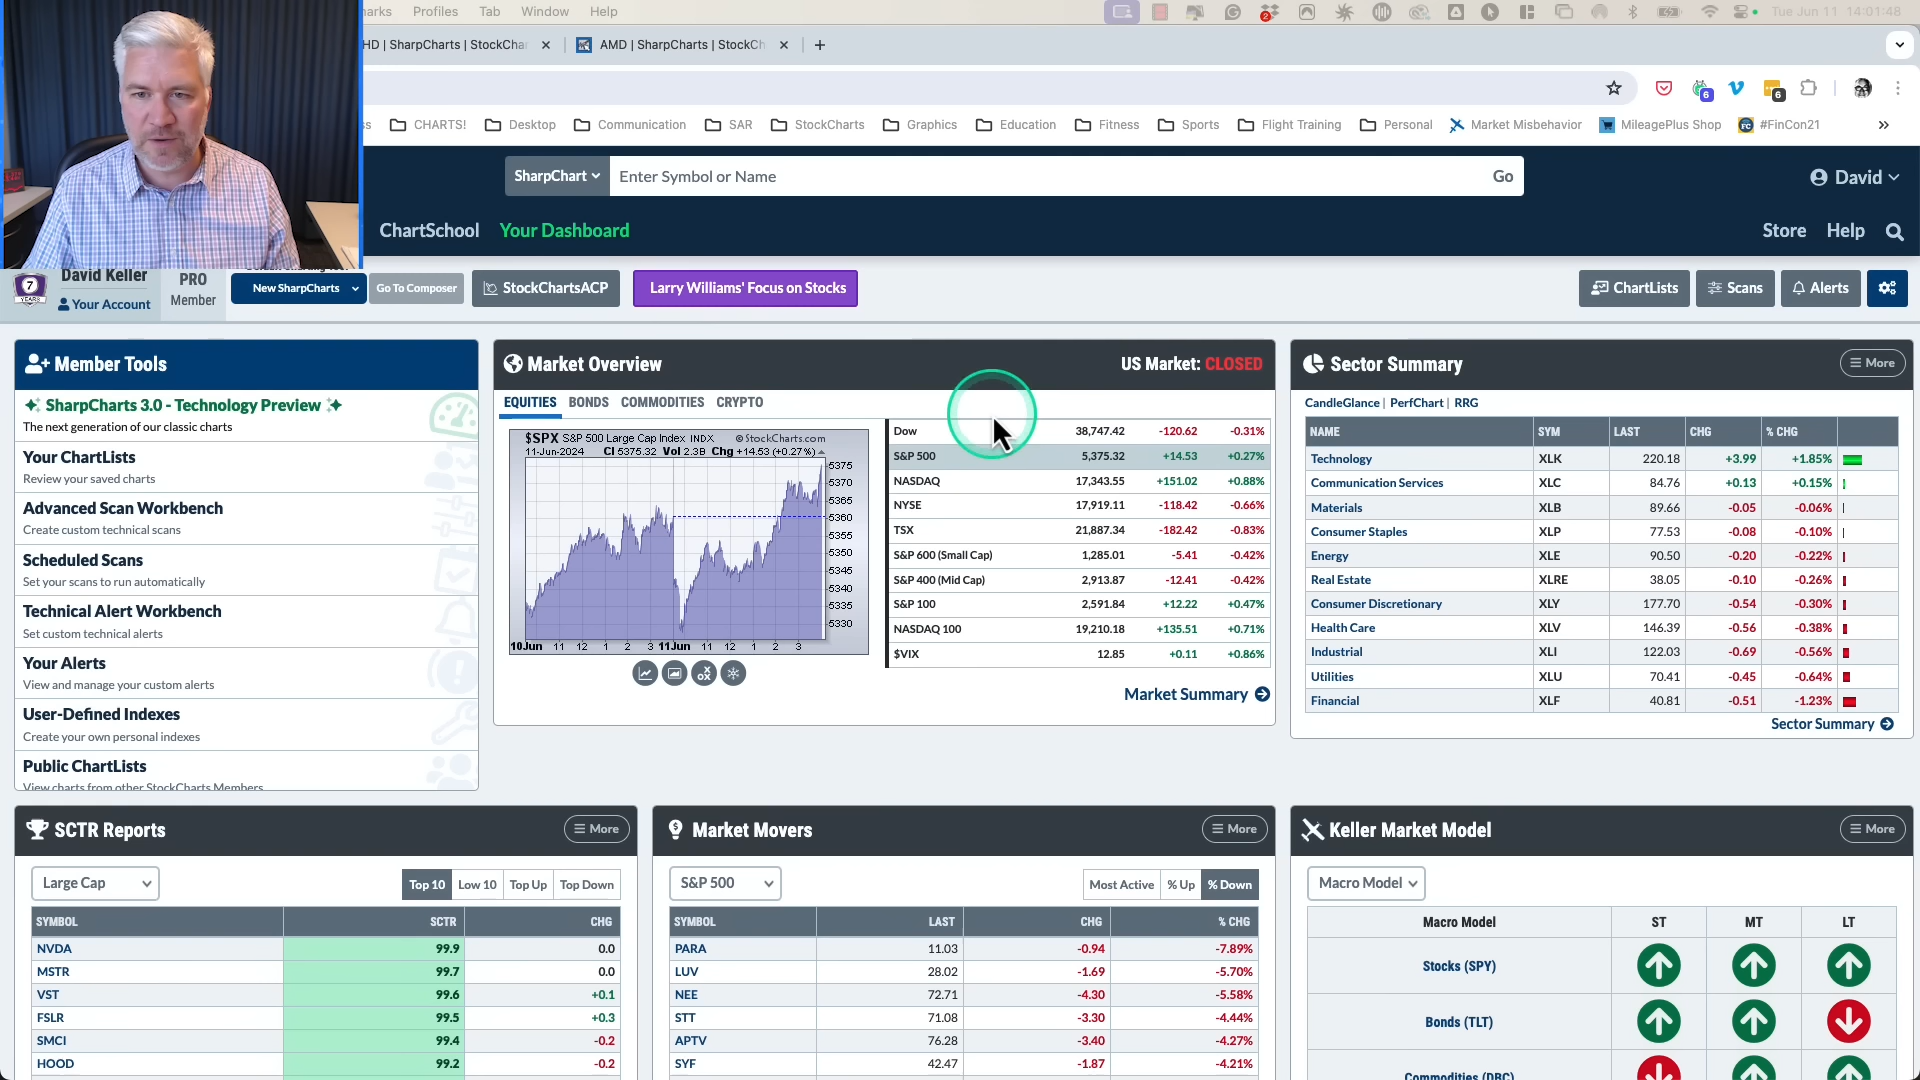 arks Profiles Tab Window Help
2
Tue Jun 11 14:01:48
HD | SharpCharts | StockCha
AMD | SharpCharts | StockCh
6
6
ss CHARTS! Desktop Communication SAR StockCharts Graphics Education Fitness Sports Flight Training Personal Market Misbehavior MileagePlus Shop #FinCon21
SharpChart Enter Symbol or Name Go
David
ChartSchool Your Dashboard
Store Help
7 YEARS
David Keller
Your Account
PRO
Member
New SharpCharts
Go To Composer
StockChartsACP
Larry Williams' Focus on Stocks
ChartLists
Scans
Alerts
Member Tools
SharpCharts 3.0 - Technology Preview
The next generation of our classic charts
Your ChartLists
Review your saved charts
Advanced Scan Workbench
Create custom technical scans
Scheduled Scans
Set your scans to run automatically
Technical Alert Workbench
Set custom technical alerts
Your Alerts
View and manage your custom alerts
User-Defined Indexes
Create your own personal indexes
Public ChartLists
View charts from other StockCharts Members
Market Overview
US Market: CLOSED
EQUITIES BONDS COMMODITIES CRYPTO
$SPX S&P 500 Large Cap Index INDX © StockCharts.com
11-Jun-2024 Cl 5375.32 Vol 2.3B Chg +14.53 (+0.27%)
5375
5370
5365
5360
5355
5350
5345
5340
5335
5330
10Jun 11 12 1 2 3 11Jun 11 12 1 2 3
Dow 38,747.42 -120.62 -0.31%
S&P 500 5,375.32 +14.53 +0.27%
NASDAQ 17,343.55 +151.02 +0.88%
NYSE 17,919.11 -118.42 -0.66%
TSX 21,887.34 -182.42 -0.83%
S&P 600 (Small Cap) 1,285.01 -5.41 -0.42%
S&P 400 (Mid Cap) 2,913.87 -12.41 -0.42%
S&P 100 2,591.84 +12.22 +0.47%
NASDAQ 100 19,210.18 +135.51 +0.71%
$VIX 12.85 +0.11 +0.86%
Market Summary
Sector Summary
More
CandleGlance | PerfChart | RRG
NAME SYM LAST CHG % CHG
Technology XLK 220.18 +3.99 +1.85%
Communication Services XLC 84.76 +0.13 +0.15%
Materials XLB 89.66 -0.05 -0.06%
Consumer Staples XLP 77.53 -0.08 -0.10%
Energy XLE 90.50 -0.20 -0.22%
Real Estate XLRE 38.05 -0.10 -0.26%
Consumer Discretionary XLY 177.70 -0.54 -0.30%
Health Care XLV 146.39 -0.56 -0.38%
Industrial XLI 122.03 -0.69 -0.56%
Utilities XLU 70.41 -0.45 -0.64%
Financial XLF 40.81 -0.51 -1.23%
Sector Summary
SCTR Reports
More
Large Cap
Top 10 Low 10 Top Up Top Down
SYMBOL SCTR CHG
NVDA 99.9 0.0
MSTR 99.7 0.0
VST 99.6 +0.1
FSLR 99.5 +0.3
SMCI 99.4 -0.2
HOOD 99.2 -0.2
Market Movers
More
S&P 500
Most Active % Up % Down
SYMBOL LAST CHG % CHG
PARA 11.03 -0.94 -7.89%
LUV 28.02 -1.69 -5.70%
NEE 72.71 -4.30 -5.58%
STT 71.08 -3.30 -4.44%
APTV 76.28 -3.40 -4.27%
SYF 42.47 -1.87 -4.21%
Keller Market Model
More
Macro Model
Macro Model ST MT LT
Stocks (SPY)
Bonds (TLT)
Commodities (DBC)